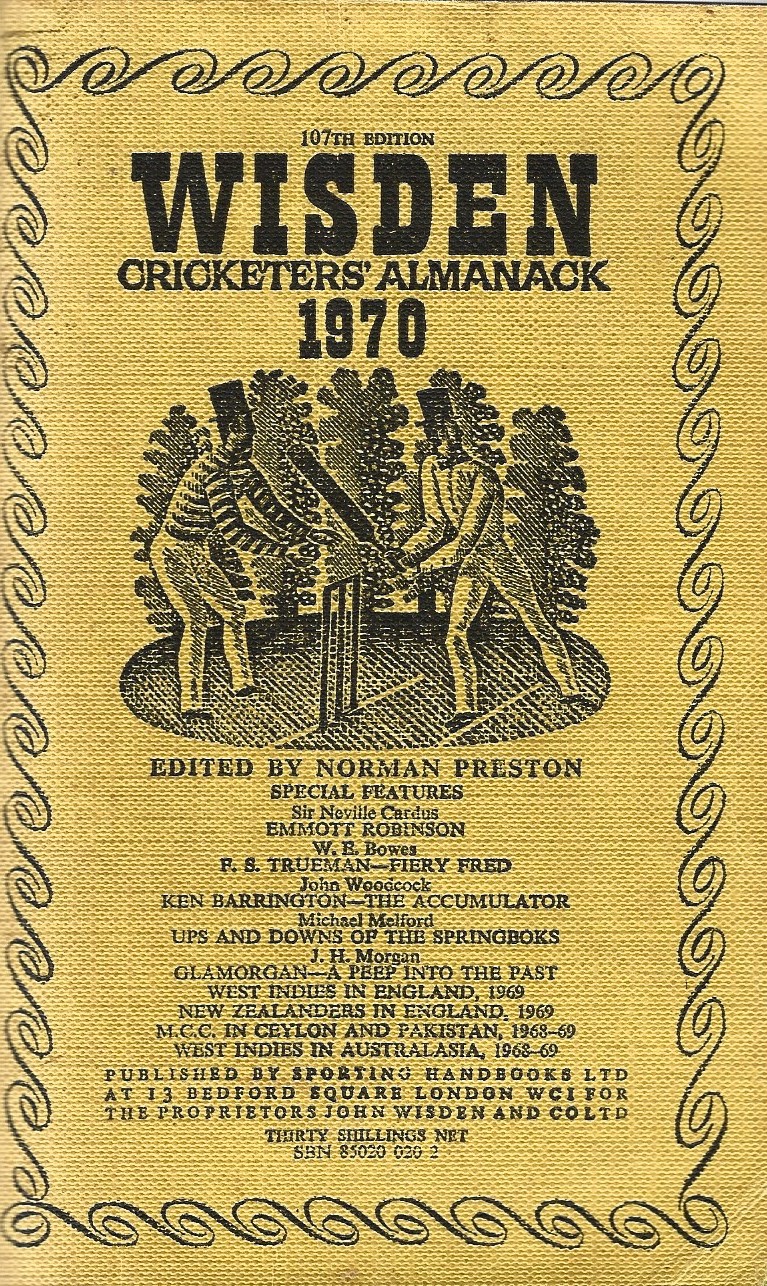 107TH EDITION
WISDEN
CRICKETERS' ALMANACK
1970
EDITED BY NORMAN PRESTON
SPECIAL FEATURES
Sir Neville Cardus
EMMOTT ROBINSON
W. E. Bowes
F. S. TRUEMAN—FIERY FRED
John Woodcock
KEN BARRINGTON—THE ACCUMULATOR
Michael Melford
UPS AND DOWNS OF THE SPRINGBOKS
J. H. Morgan
GLAMORGAN—A PEEP INTO THE PAST
WEST INDIES IN ENGLAND, 1969
NEW ZEALANDERS IN ENGLAND, 1969
M.C.C. IN CEYLON AND PAKISTAN, 1968-69
WEST INDIES IN AUSTRALASIA, 1968-69
PUBLISHED BY SPORTING HANDBOOKS LTD
AT 13 BEDFORD SQUARE LONDON WC1 FOR
THE PROPRIETORS JOHN WISDEN AND CO LTD
THIRTY SHILLINGS NET
SBN 85020 020 2